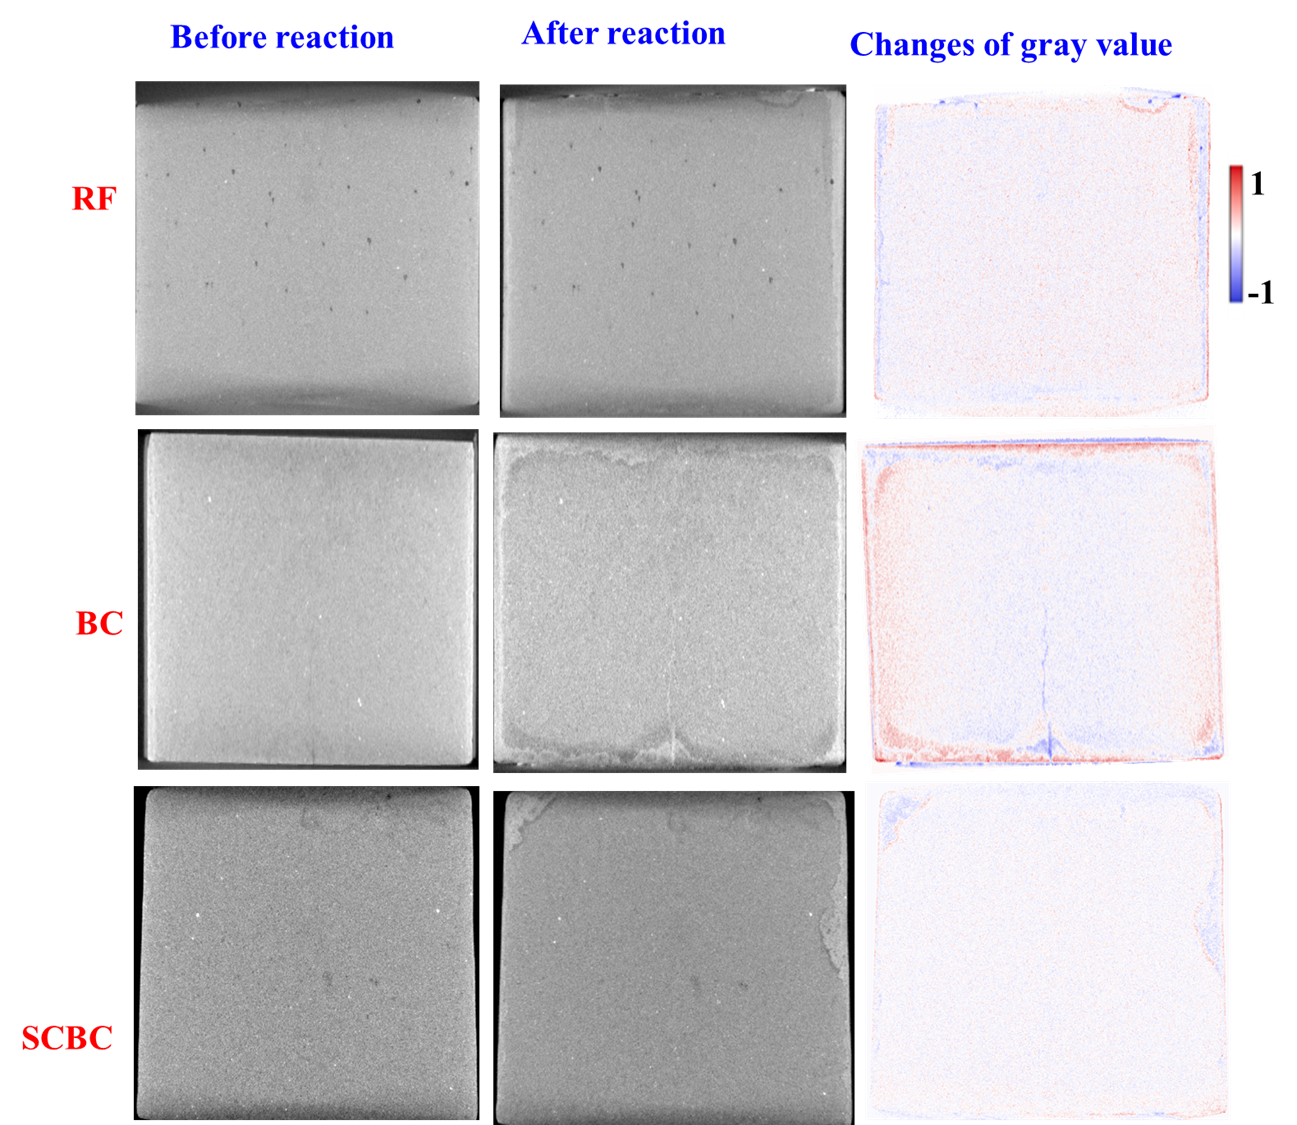 Before reaction
After reaction
Changes of gray value
RF
1
-1
BC
SCBC